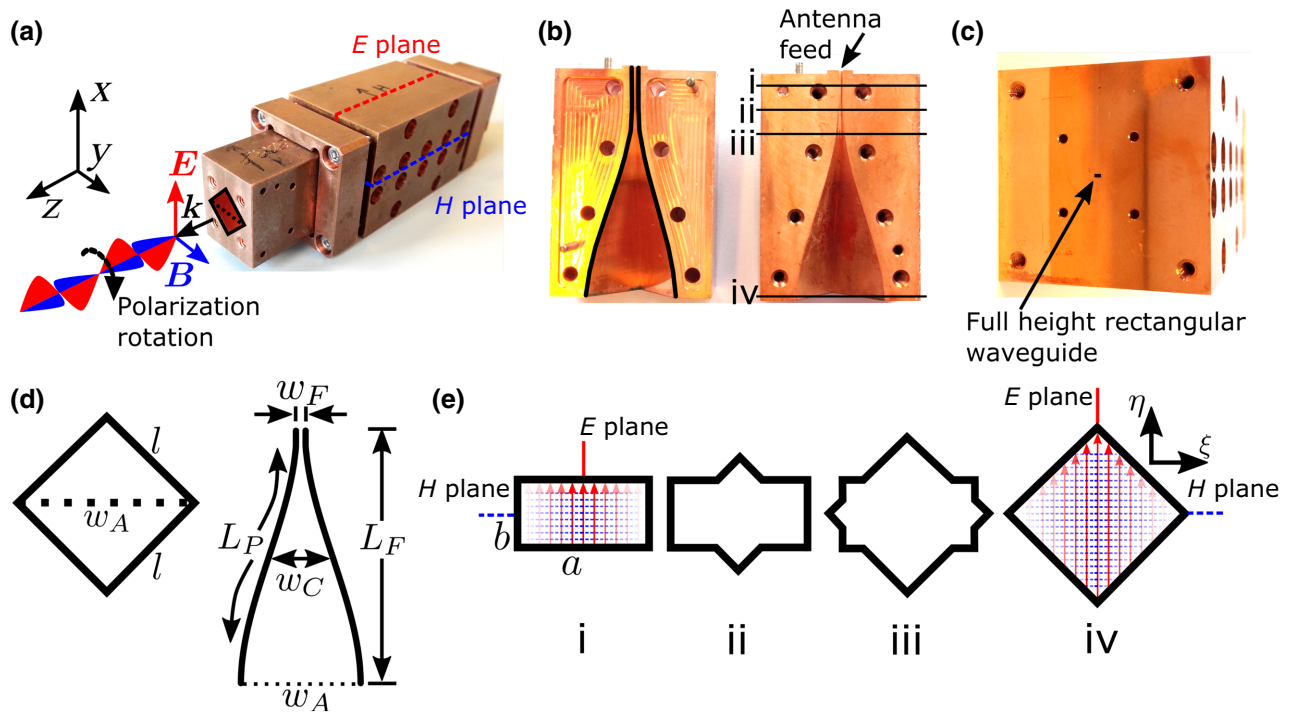 (a)
E plane
x
y
z
E
k
B
H plane
Polarization
rotation
(b)
Antenna
feed
i
ii
iii
iv
(c)
Full height rectangular
waveguide
(d)
l
w_A
l
w_F
L_P
w_C
L_F
w_A
(e)
E plane
H plane
b
a
i
ii
iii
E plane
η
ξ
H plane
iv